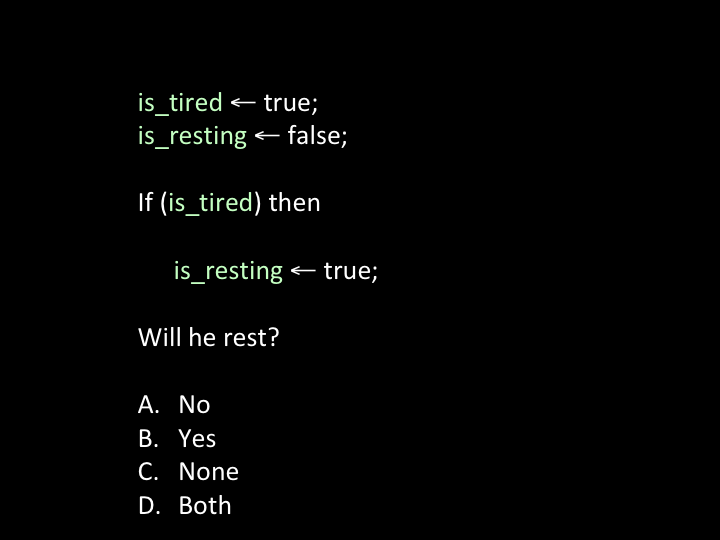 is_tired ← true;
is_resting ← false;
If (is_tired) then
is_resting ← true;
Will he rest?
A. No
B. Yes
C. None
D. Both